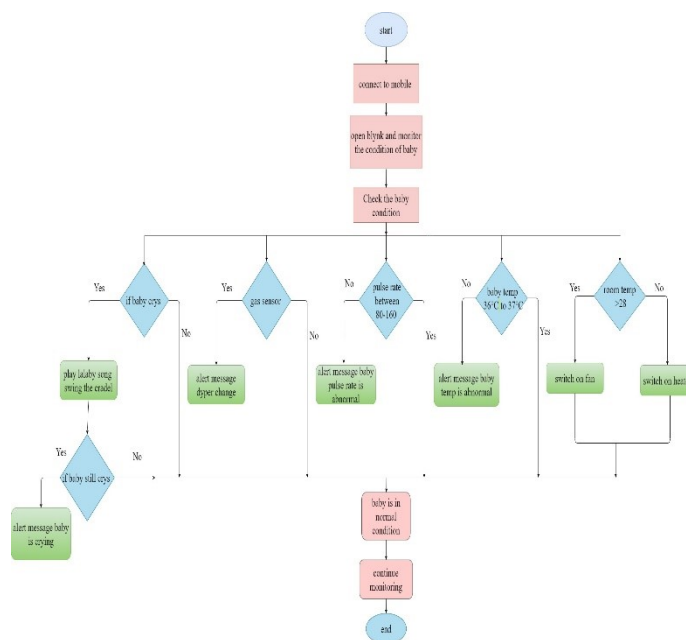 start
connect to mobile
open blynk and monitor
the condition of baby
Check the baby
condition
Yes
if baby crys
No
Yes
gas sensor
No
No
pulse rate
between
80-160
Yes
No
baby temp
36°C to 37°C
Yes
Yes
room temp
>28
No
play lalaby song
swing the cradel
alert message
dyper change
alert message baby
pulse rate is
abnormal
alert message baby
temp is abnormal
switch on fan
switch on heat
Yes
if baby still crys
No
alert message baby
is crying
baby is in
normal
condition
continue
monitoring
end